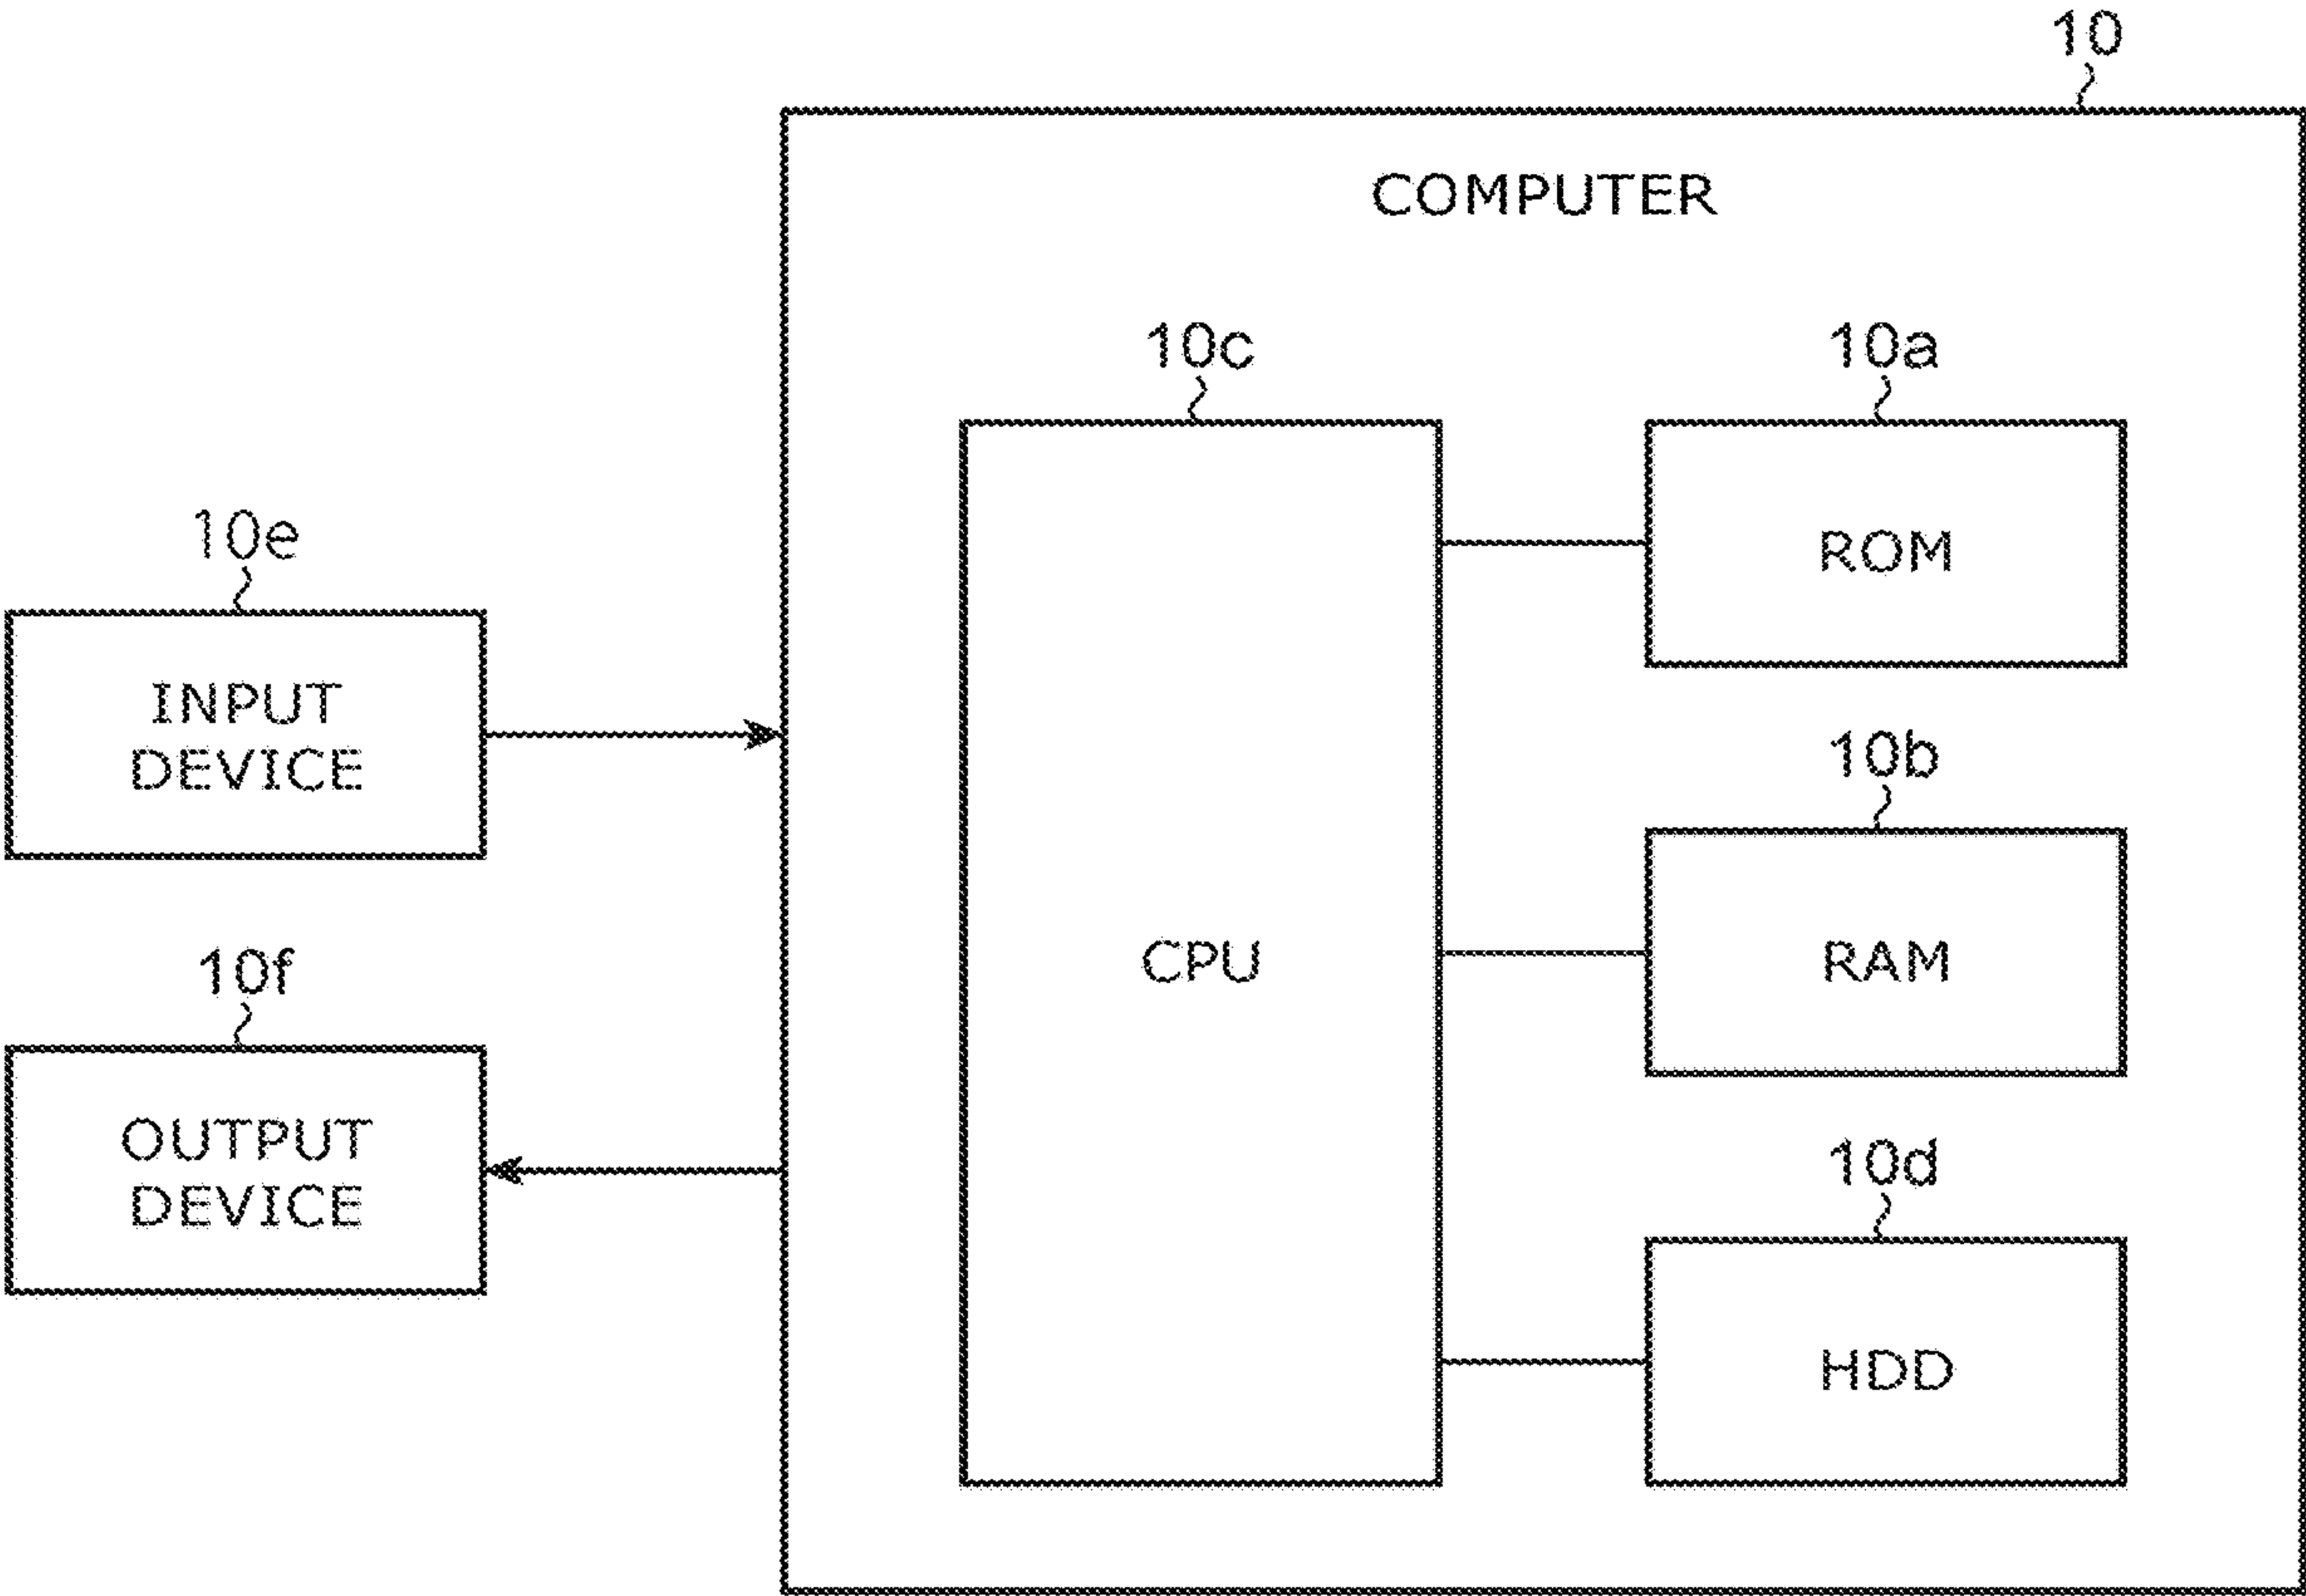 10
COMPUTER
10c
10a
ROM
10e
INPUT
DEVICE
10b
CPU
RAM
10f
OUTPUT
DEVICE
10d
HDD